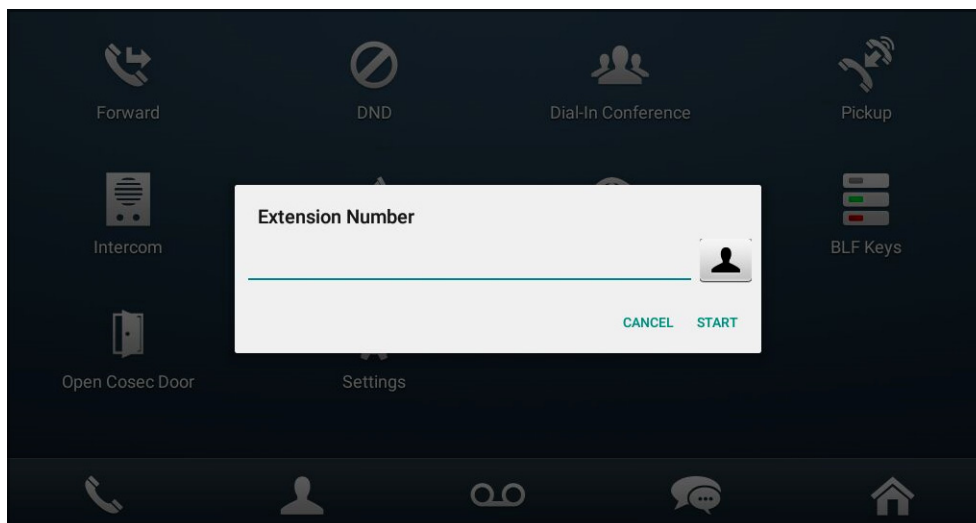 Forward
DND
Dial-In Conference
Pickup
Intercom
BLF Keys
Extension Number
CANCEL START
Open Cosec Door
Settings